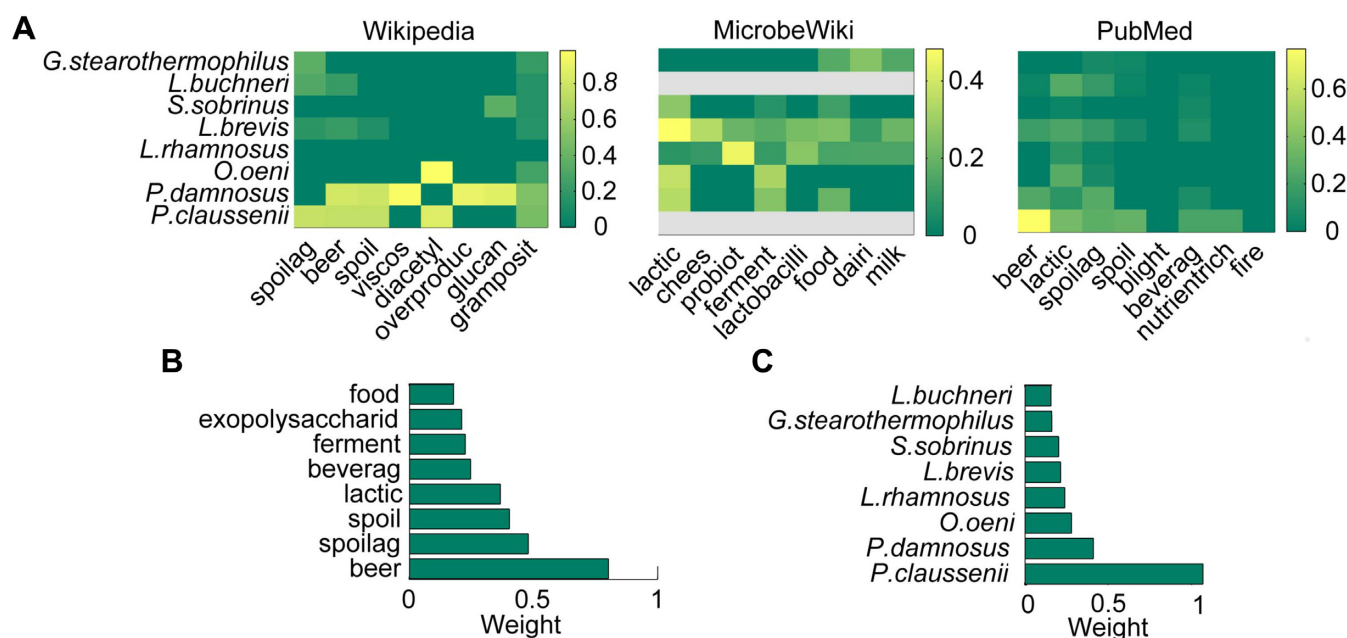 A
Wikipedia
MicrobeWiki
PubMed
G.stearothermophilus
L.buchneri
S.sobrinus
L.brevis
L.rhamnosus
O.oeni
P.damnosus
P.claussenii
0.8
0.6
0.4
0.2
0
0.4
0.2
0
0.6
0.4
0.2
0
spoilag
beer
spoil
viscos
diacetyl
overproduc
glucan
gramposit
lactic
chees
probiot
ferment
lactobacilli
food
dairi
milk
beer
lactic
spoilag
spoil
blight
beverag
nutrientrich
fire
B
food
exopolysaccharid
ferment
beverag
lactic
spoil
spoilag
beer
0 0.5 1
Weight
C
L.buchneri
G.stearothermophilus
S.sobrinus
L.brevis
L.rhamnosus
O.oeni
P.damnosus
P.claussenii
0 0.5 1
Weight